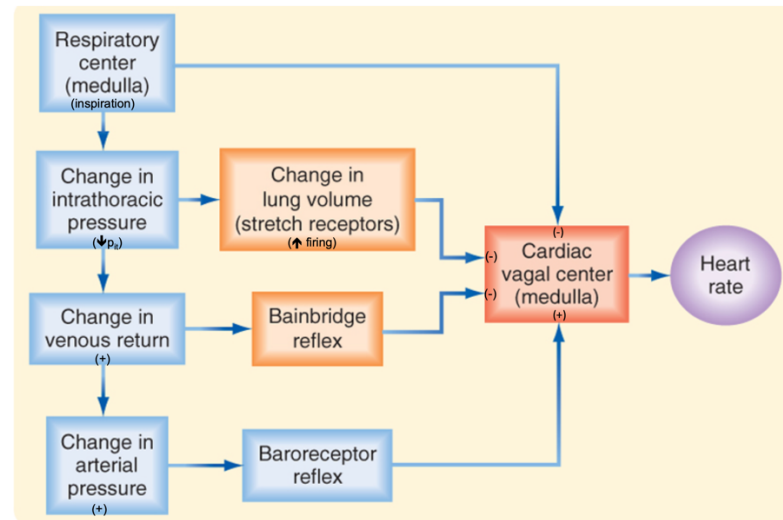 Respiratory
center
(medulla)
(inspiration)
Change in
intrathoracic
pressure
(↓pit)
Change in
lung volume
(stretch receptors)
(↑ firing)
(-)
(-)
(-)
Cardiac
vagal center
(medulla)
(+)
Heart
rate
Change in
venous return
(+)
Bainbridge
reflex
Change in
arterial
pressure
(+)
Baroreceptor
reflex